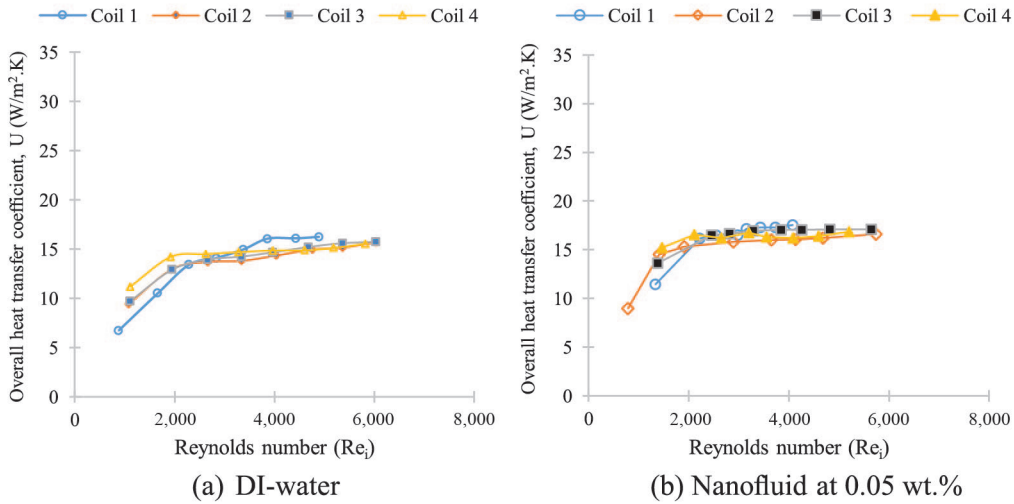 Coil 1 Coil 2 Coil 3 Coil 4
Overall heat transfer coefficient, U (W/m².K)
35
30
25
20
15
10
5
0
0 2,000 4,000 6,000 8,000
Reynolds number (Reᵢ)
(a) DI-water
Coil 1 Coil 2 Coil 3 Coil 4
Overall heat transfer coefficient, U (W/m².K)
35
30
25
20
15
10
5
0
0 2,000 4,000 6,000 8,000
Reynolds number (Reᵢ)
(b) Nanofluid at 0.05 wt.%